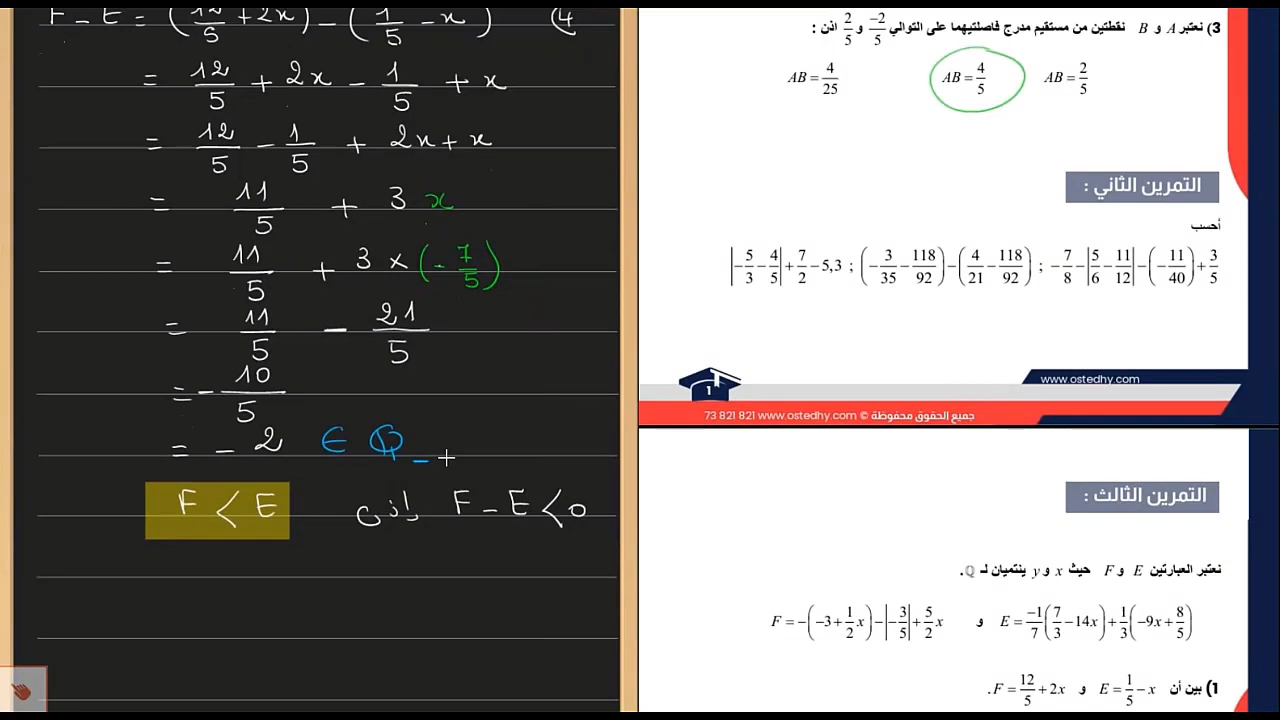 F - E = (12/5 + 2x) - (1/5 - x) (4
= 12/5 + 2x - 1/5 + x
= 12/5 - 1/5 + 2x + x
= 11/5 + 3x
= 11/5 + 3 × (-7/5)
= 11/5 - 21/5
= - 10/5
= - 2 ∈ ℚ_
F < E اذن F - E < 0
3) نعتبر A و B نقطتين من مستقيم مدرج فاصلتيهما على التوالي -2/5 و 2/5 اذن :
AB = 4/25 AB = 4/5 AB = 2/5
التمرين الثاني :
أحسب
|-5/3 - 4/5| + 7/2 - 5,3 ; (-3/35 - 118/92) - (4/21 - 118/92) ; -7/8 - |5/6 - 11/12| - (-11/40) + 3/5
www.ostedhy.com
1
73 821 821 www.ostedhy.com © جميع الحقوق محفوظة
التمرين الثالث :
نعتبر العبارتين E و F حيث x و y ينتميان لـ ℚ.
F = -(-3 + 1/2 x) - |-3/5| + 5/2 x و E = -1/7 (7/3 - 14x) + 1/3 (-9x + 8/5)
1) بين أن E = 1/5 - x و F = 12/5 + 2x .